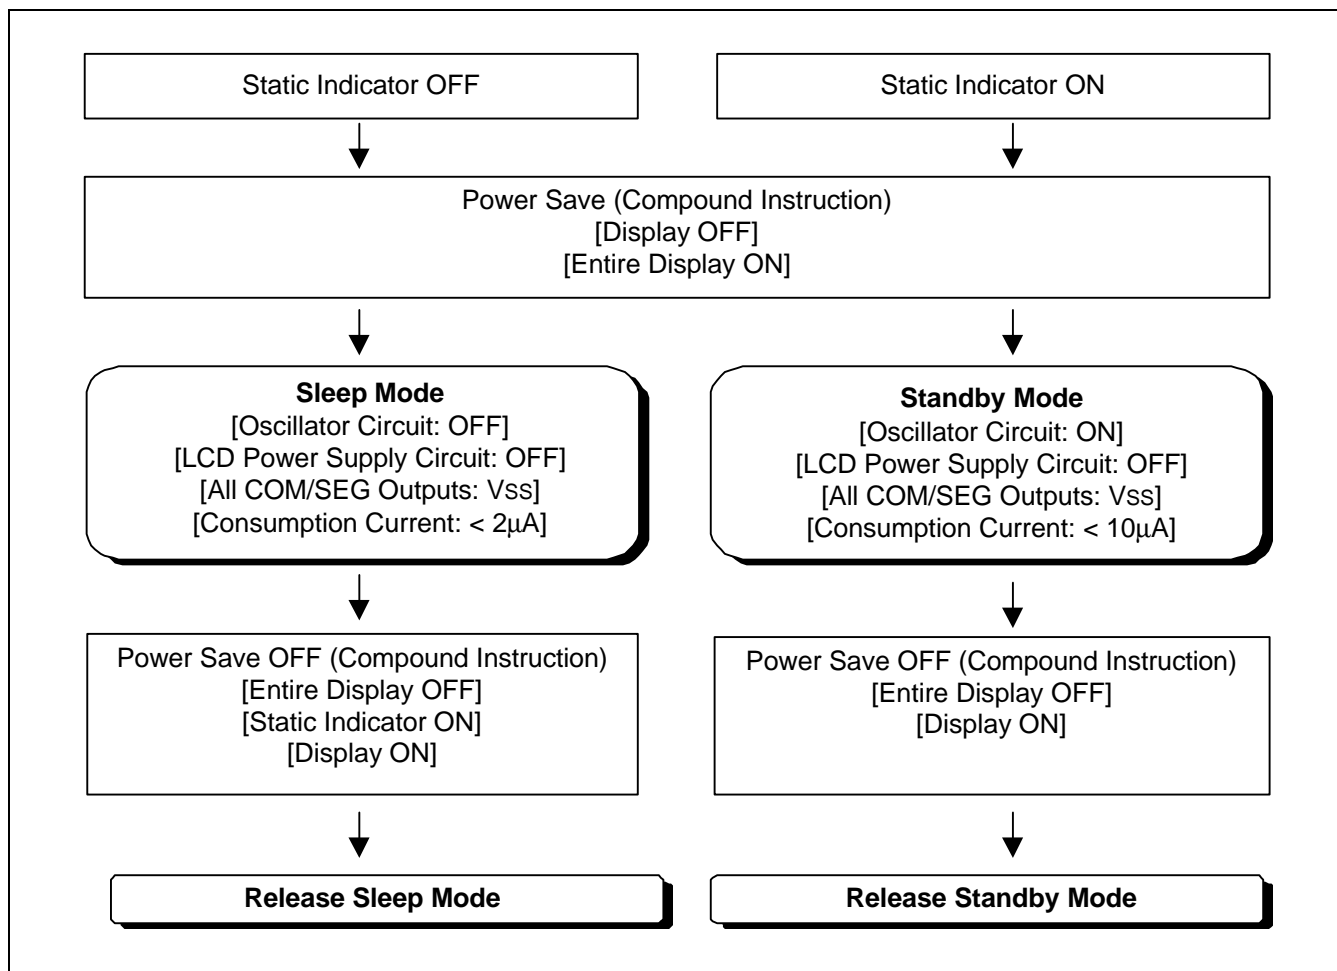 Static Indicator OFF
Static Indicator ON
Power Save (Compound Instruction)
[Display OFF]
[Entire Display ON]
Sleep Mode
[Oscillator Circuit: OFF]
[LCD Power Supply Circuit: OFF]
[All COM/SEG Outputs: VSS]
[Consumption Current: < 2μA]
Standby Mode
[Oscillator Circuit: ON]
[LCD Power Supply Circuit: OFF]
[All COM/SEG Outputs: VSS]
[Consumption Current: < 10μA]
Power Save OFF (Compound Instruction)
[Entire Display OFF]
[Static Indicator ON]
[Display ON]
Power Save OFF (Compound Instruction)
[Entire Display OFF]
[Display ON]
Release Sleep Mode
Release Standby Mode